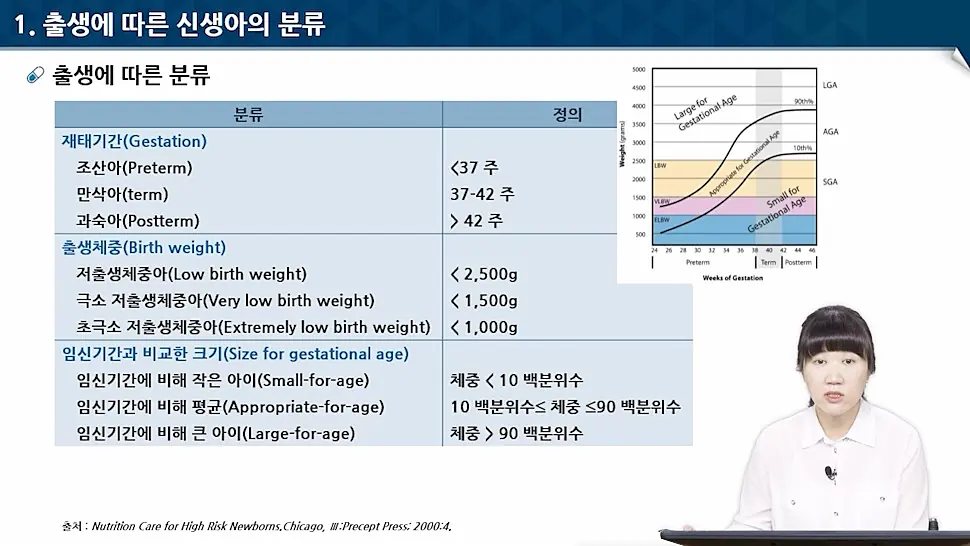 1. 출생에 따른 신생아의 분류
출생에 따른 분류
분류 정의
재태기간(Gestation)
조산아(Preterm) <37 주
만삭아(term) 37-42 주
과숙아(Postterm) > 42 주
출생체중(Birth weight)
저출생체중아(Low birth weight) < 2,500g
극소 저출생체중아(Very low birth weight) < 1,500g
초극소 저출생체중아(Extremely low birth weight) < 1,000g
임신기간과 비교한 크기(Size for gestational age)
임신기간에 비해 작은 아이(Small-for-age) 체중 < 10 백분위수
임신기간에 비해 평균(Appropriate-for-age) 10 백분위수≤ 체중 ≤90 백분위수
임신기간에 비해 큰 아이(Large-for-age) 체중 > 90 백분위수
Weight (grams)
5000
4500
4000
3500
3000
2500
2000
1500
1000
500
Large for
Gestational Age
Appropriate for Gestational Age
Small for
Gestational Age
90th%
10th%
LGA
AGA
SGA
LBW
VLBW
ELBW
24 26 28 30 32 34 36 38 40 42 44 46
Preterm Term Postterm
Weeks of Gestation
출처 : Nutrition Care for High Risk Newborns.Chicago, Ⅲ:Precept Press; 2000:4.